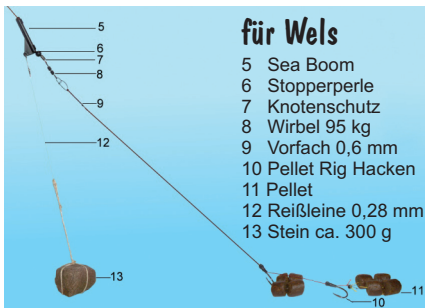 für Wels
5 Sea Boom
6 Stopperperle
7 Knotenschutz
8 Wirbel 95 kg
9 Vorfach 0,6 mm
10 Pellet Rig Hacken
11 Pellet
12 Reißleine 0,28 mm
13 Stein ca. 300 g
5
6
7
8
9
12
13
11
10